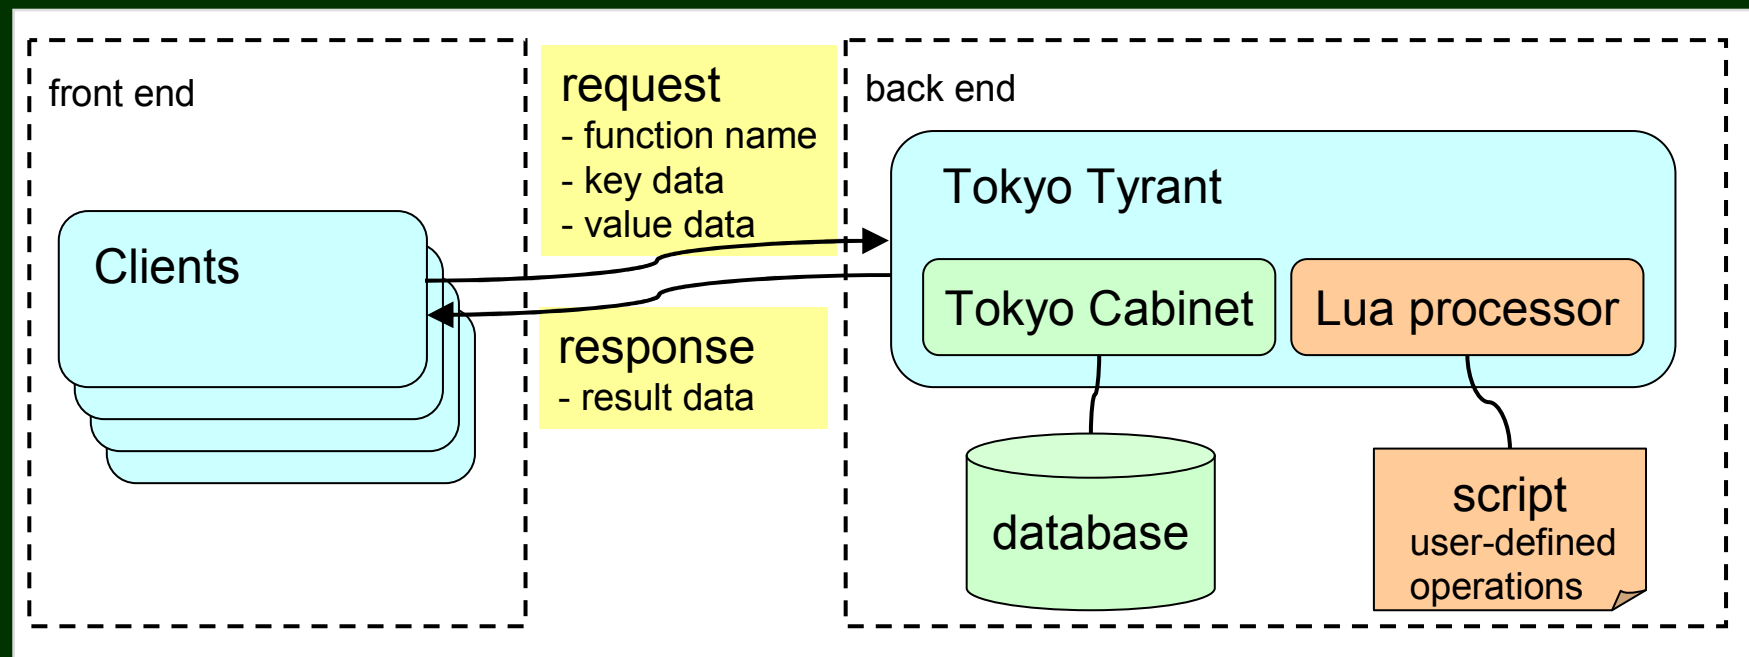 front end
Clients
request
- function name
- key data
- value data
response
- result data
back end
Tokyo Tyrant
Tokyo Cabinet
Lua processor
database
script
user-defined
operations